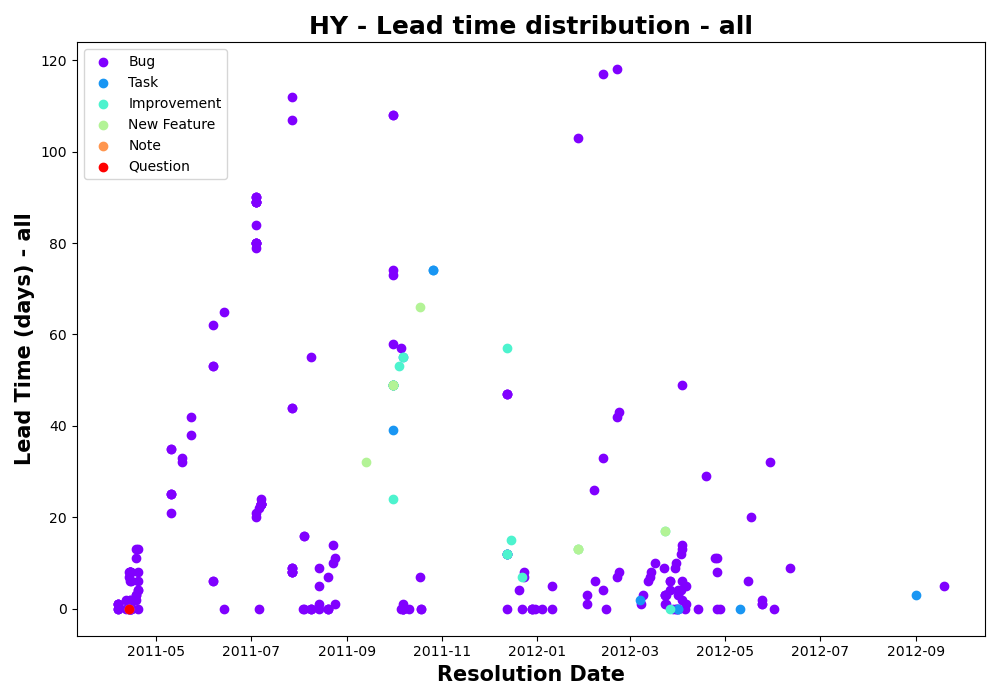 HY - Lead time distribution - all
Bug
Task
Improvement
New Feature
Note
Question
Lead Time (days) - all
120
100
80
60
40
20
0
2011-05 2011-07 2011-09 2011-11 2012-01 2012-03 2012-05 2012-07 2012-09
Resolution Date